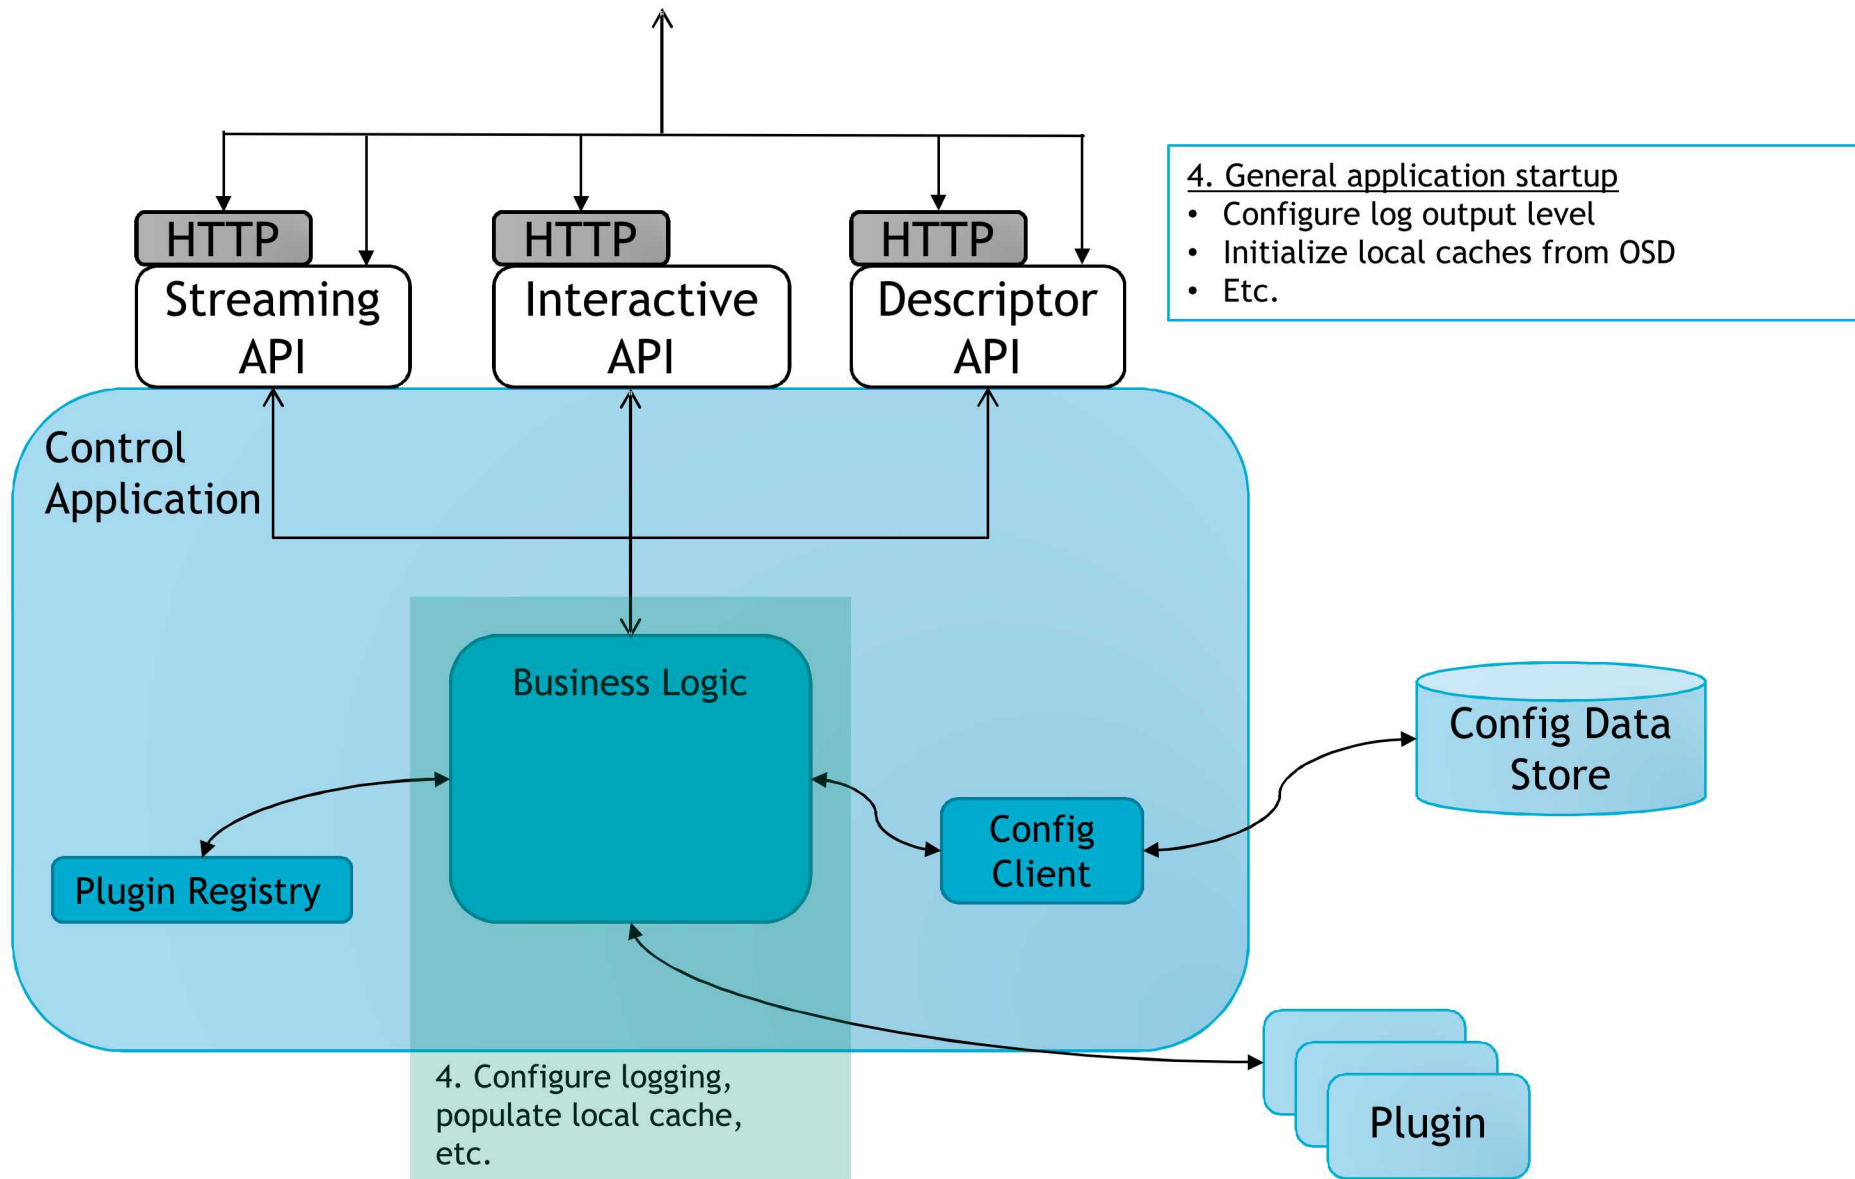 HTTP
HTTP
HTTP
Streaming
API
Interactive
API
Descriptor
API
4. General application startup
• Configure log output level
• Initialize local caches from OSD
• Etc.
Control
Application
Business Logic
Plugin Registry
Config
Client
Config Data
Store
4. Configure logging,
populate local cache,
etc.
Plugin